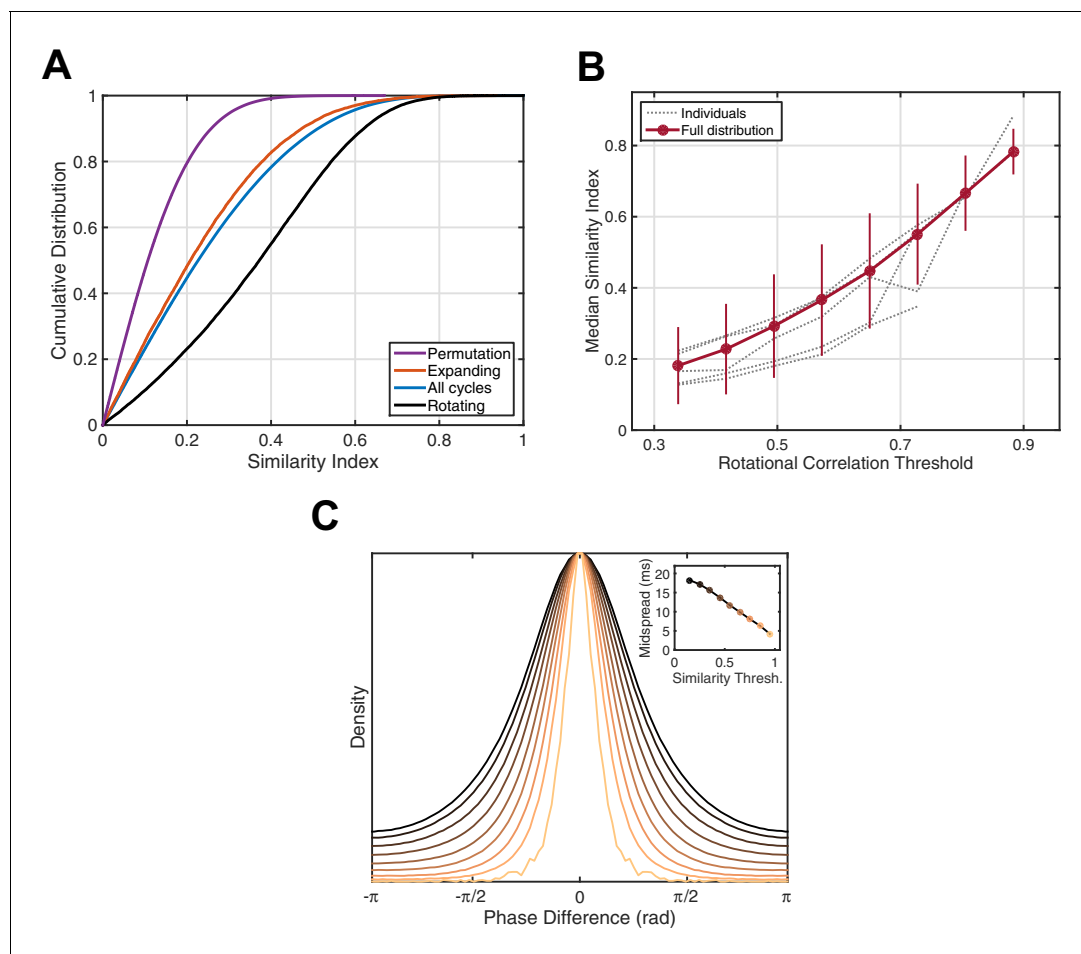 A
1
0.8
0.6
0.4
0.2
0
Cumulative Distribution
Permutation
Expanding
All cycles
Rotating
0 0.2 0.4 0.6 0.8 1
Similarity Index
B
Individuals
Full distribution
0.8
0.6
0.4
0.2
0
Median Similarity Index
0.3 0.5 0.7 0.9
Rotational Correlation Threshold
C
Density
20
15
10
5
0
Midspread (ms)
0 0.5 1
Similarity Thresh.
-π -π/2 0 π/2 π
Phase Difference (rad)